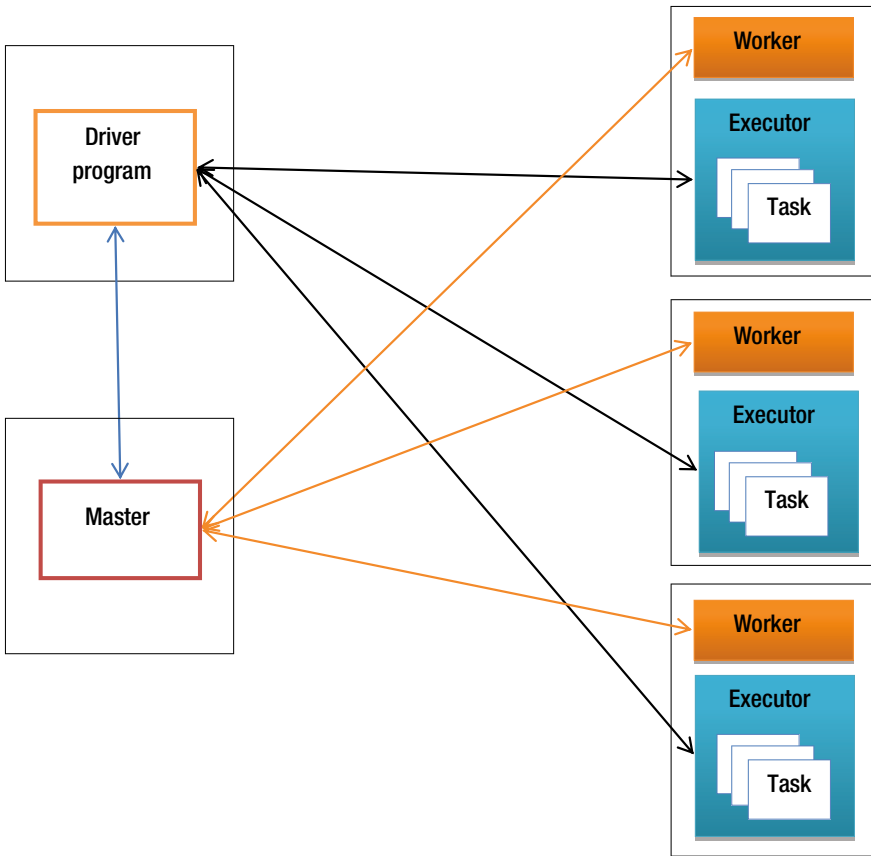 Driver
program
Master
Worker
Executor
Task
Worker
Executor
Task
Worker
Executor
Task